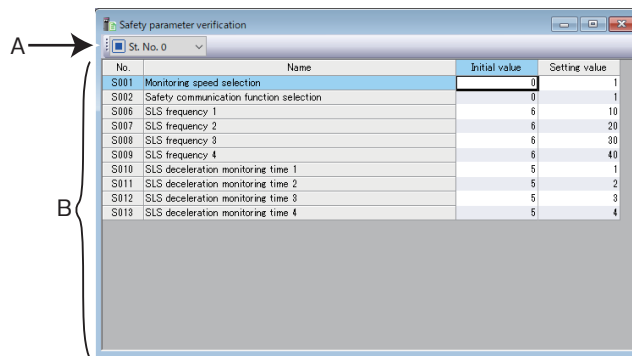 Safety parameter verification
A
St. No. 0
B
No. Name Initial value Setting value
S001 Monitoring speed selection 0 1
S002 Safety communication function selection 0 1
S006 SLS frequency 1 6 10
S007 SLS frequency 2 6 20
S008 SLS frequency 3 6 30
S009 SLS frequency 4 6 40
S010 SLS deceleration monitoring time 1 5 1
S011 SLS deceleration monitoring time 2 5 2
S012 SLS deceleration monitoring time 3 5 3
S013 SLS deceleration monitoring time 4 5 4